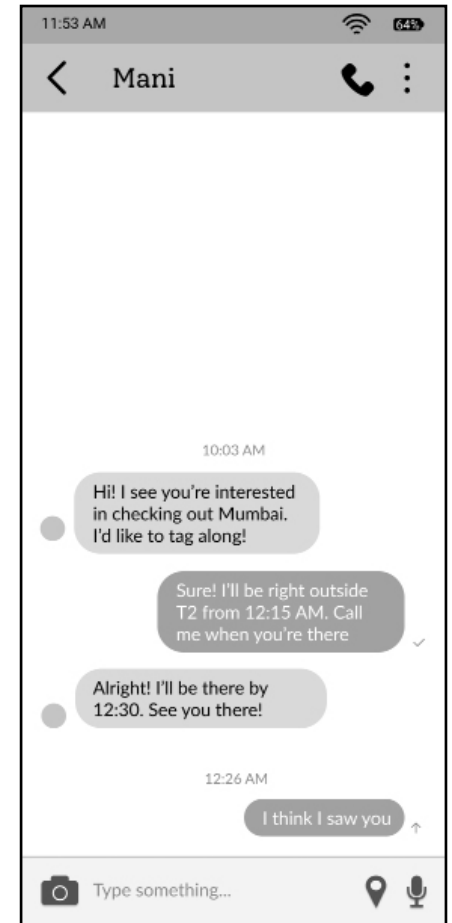 11:53 AM
64%
Mani
10:03 AM
Hi! I see you're interested
in checking out Mumbai.
I'd like to tag along!
Sure! I'll be right outside
T2 from 12:15 AM. Call
me when you're there
Alright! I'll be there by
12:30. See you there!
12:26 AM
I think I saw you
Type something...